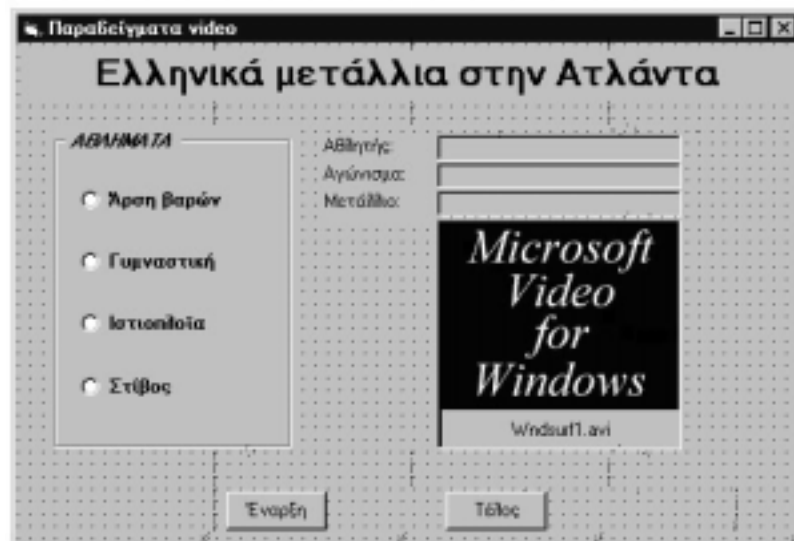 Παραδείγματα video
Ελληνικά μετάλλια στην Ατλάντα
ΑΘΛΗΜΑΤΑ
Άρση βαρών
Γυμναστική
Ιστιοπλοΐα
Στίβος
Αθλητής:
Αγώνισμα:
Μετάλλιο:
Microsoft
Video
for
Windows
Wndsurf1.avi
Έναρξη
Τέλος